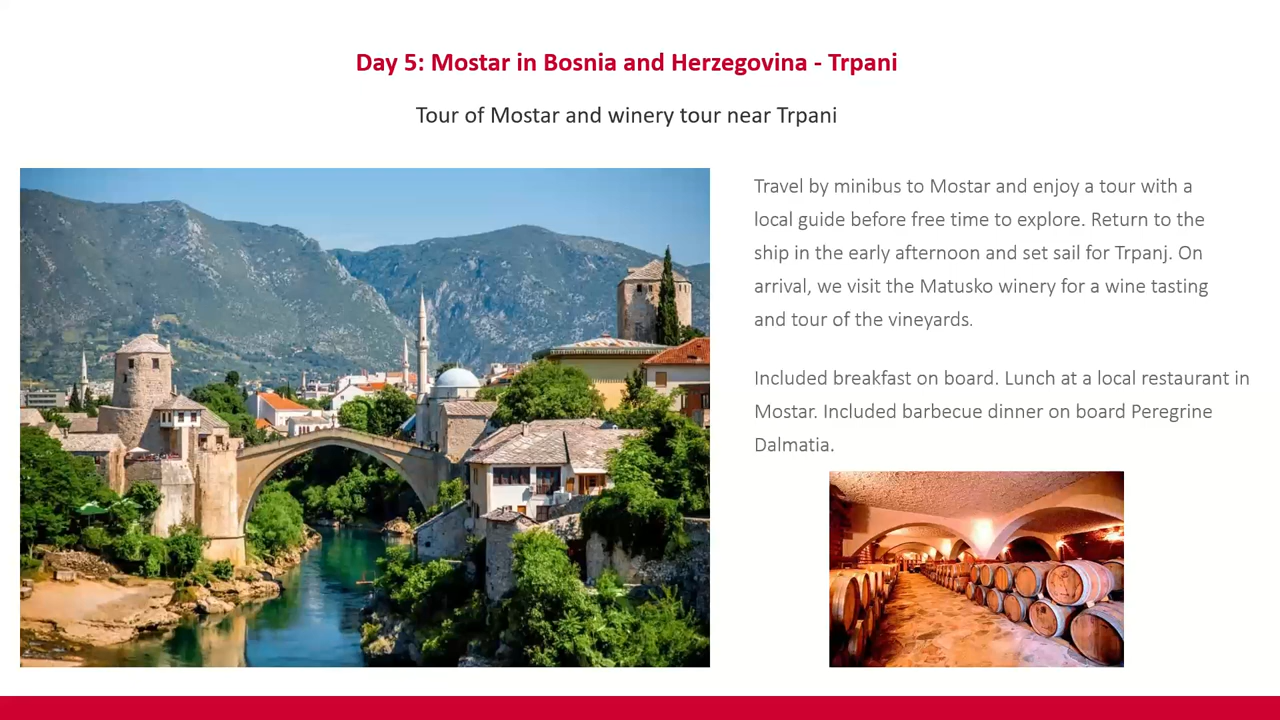 Day 5: Mostar in Bosnia and Herzegovina - Trpani
Tour of Mostar and winery tour near Trpani
Travel by minibus to Mostar and enjoy a tour with a
local guide before free time to explore. Return to the
ship in the early afternoon and set sail for Trpanj. On
arrival, we visit the Matusko winery for a wine tasting
and tour of the vineyards.
Included breakfast on board. Lunch at a local restaurant in
Mostar. Included barbecue dinner on board Peregrine
Dalmatia.